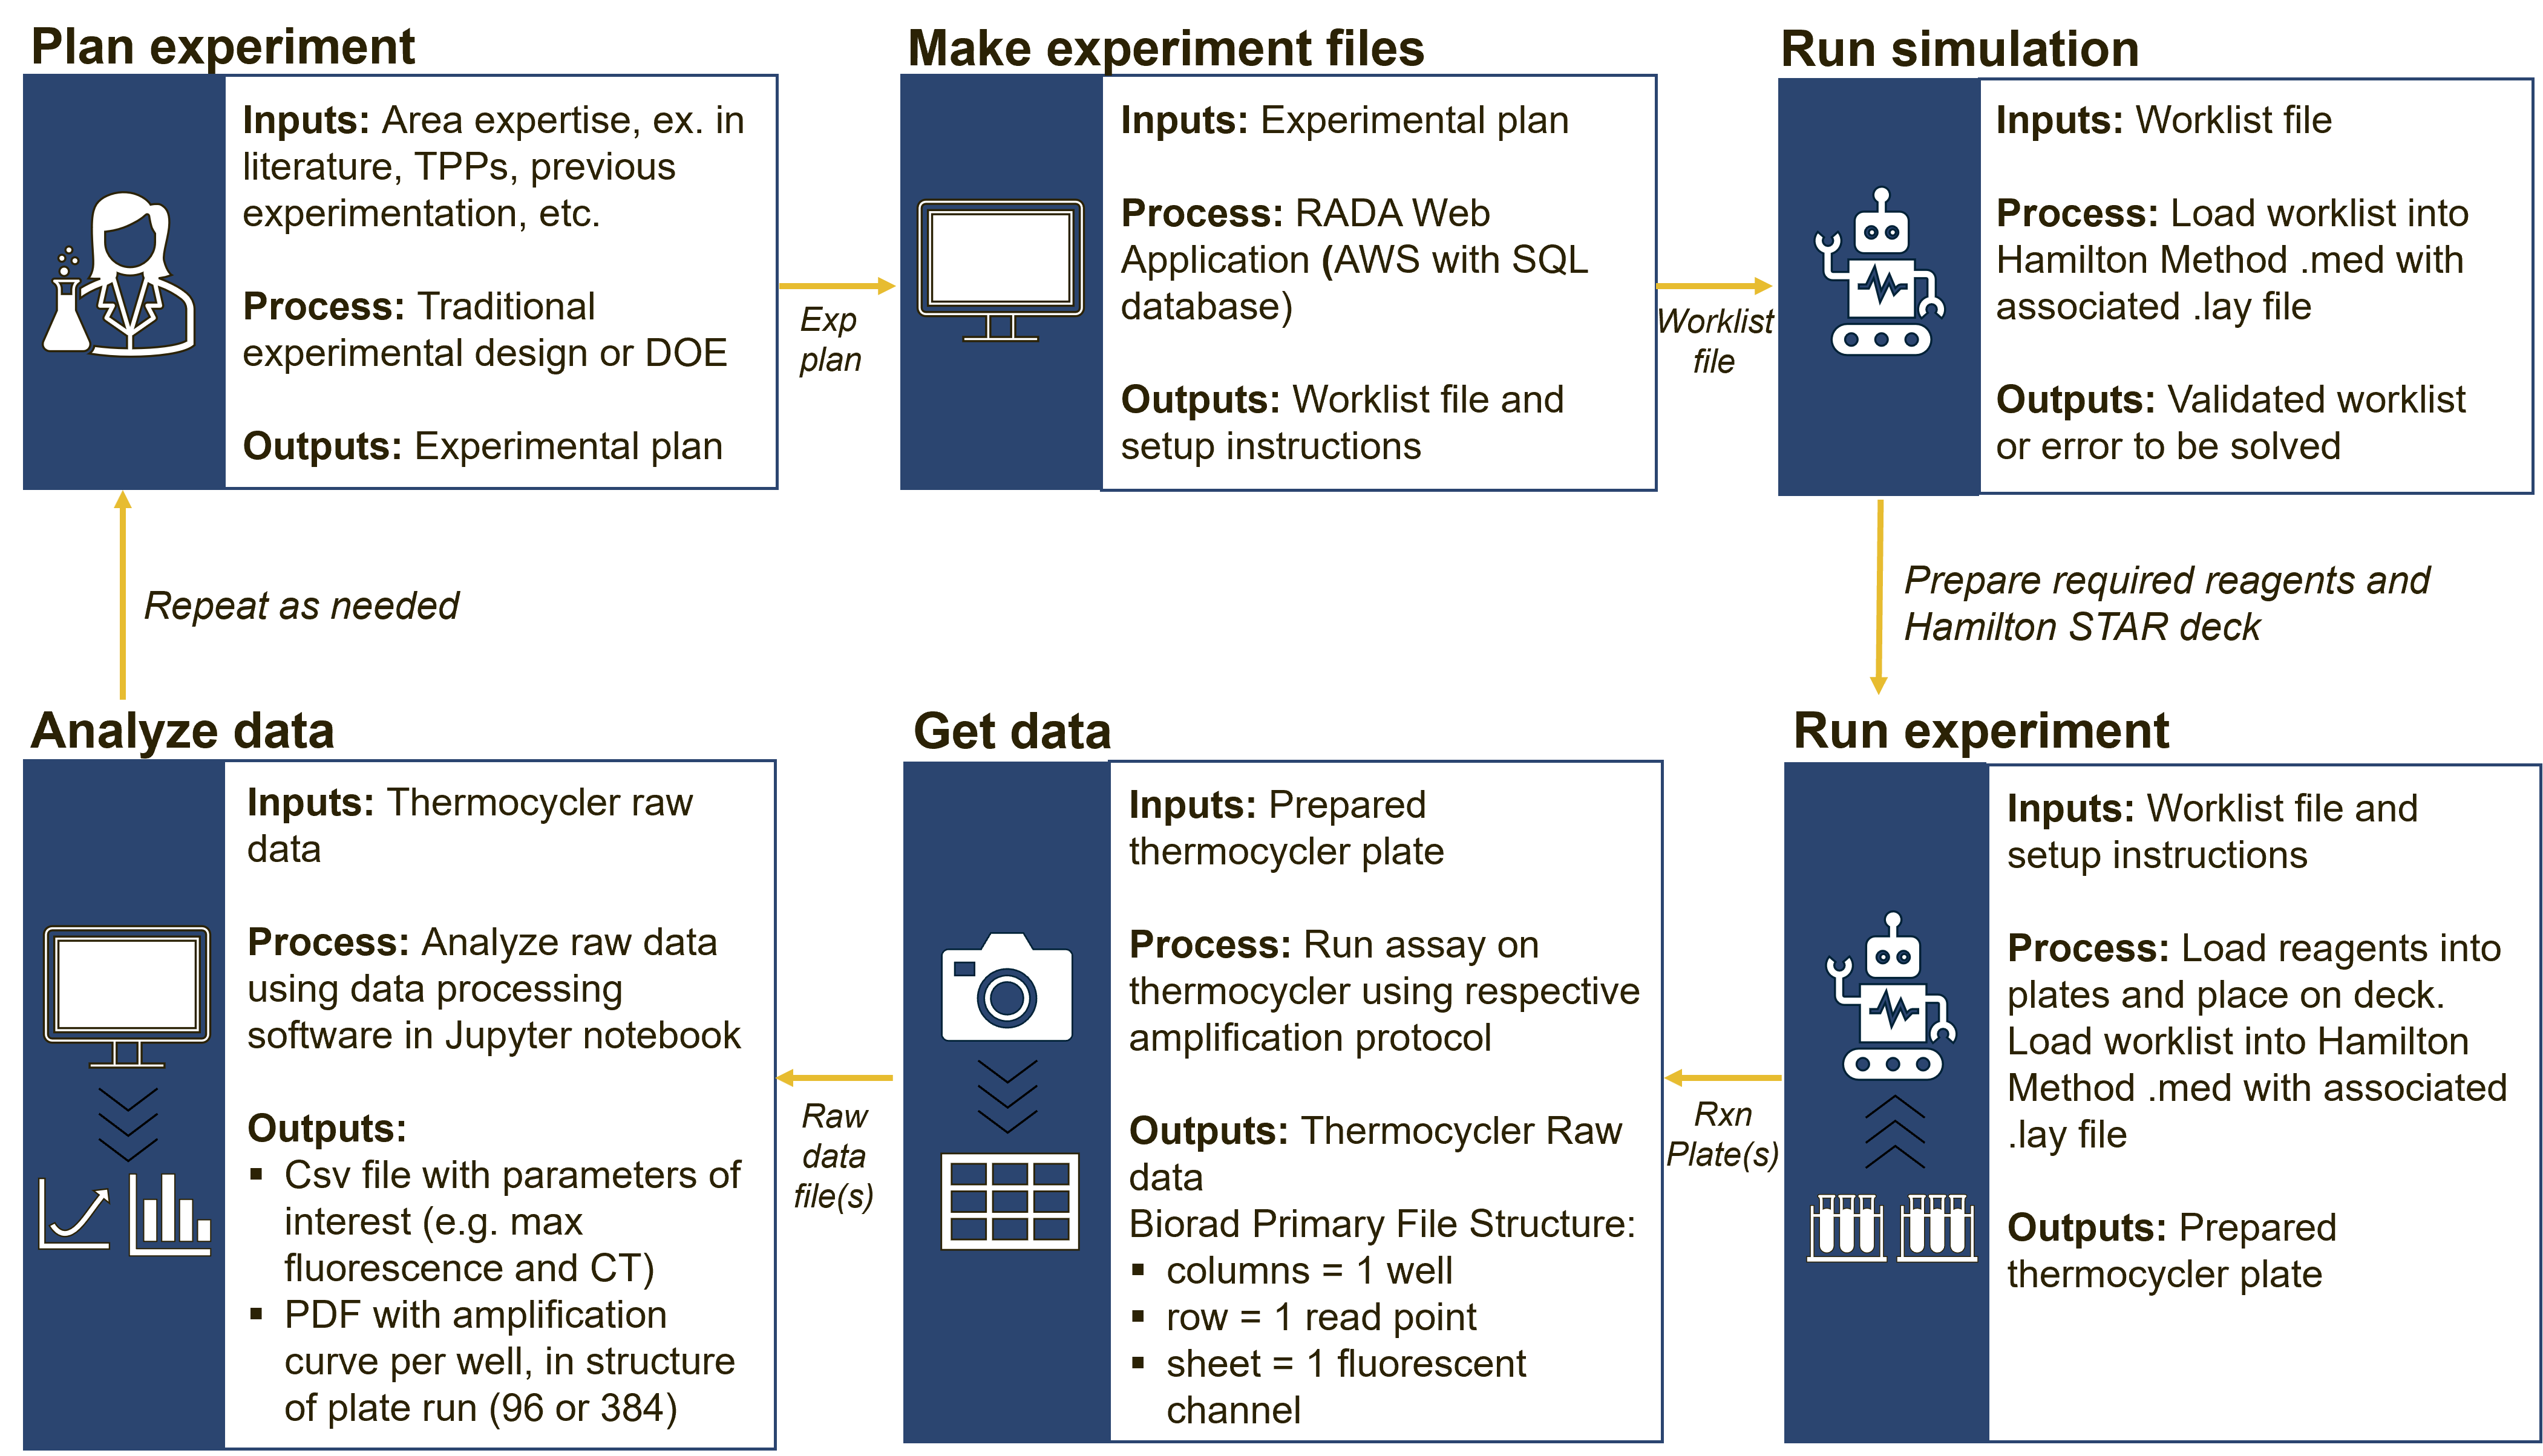 Plan experiment
Inputs: Area expertise, ex. in
literature, TPPs, previous
experimentation, etc.
Process: Traditional
experimental design or DOE
Outputs: Experimental plan
Exp
plan
Make experiment files
Inputs: Experimental plan
Process: RADA Web
Application (AWS with SQL
database)
Outputs: Worklist file and
setup instructions
Worklist
file
Run simulation
Inputs: Worklist file
Process: Load worklist into
Hamilton Method .med with
associated .lay file
Outputs: Validated worklist
or error to be solved
Prepare required reagents and
Hamilton STAR deck
Run experiment
Inputs: Worklist file and
setup instructions
Process: Load reagents into
plates and place on deck.
Load worklist into Hamilton
Method .med with associated
.lay file
Outputs: Prepared
thermocycler plate
Rxn
Plate(s)
Get data
Inputs: Prepared
thermocycler plate
Process: Run assay on
thermocycler using respective
amplification protocol
Outputs: Thermocycler Raw
data
Biorad Primary File Structure:
▪ columns = 1 well
▪ row = 1 read point
▪ sheet = 1 fluorescent
channel
Raw
data
file(s)
Analyze data
Inputs: Thermocycler raw
data
Process: Analyze raw data
using data processing
software in Jupyter notebook
Outputs:
▪ Csv file with parameters of
interest (e.g. max
fluorescence and CT)
▪ PDF with amplification
curve per well, in structure
of plate run (96 or 384)
Repeat as needed